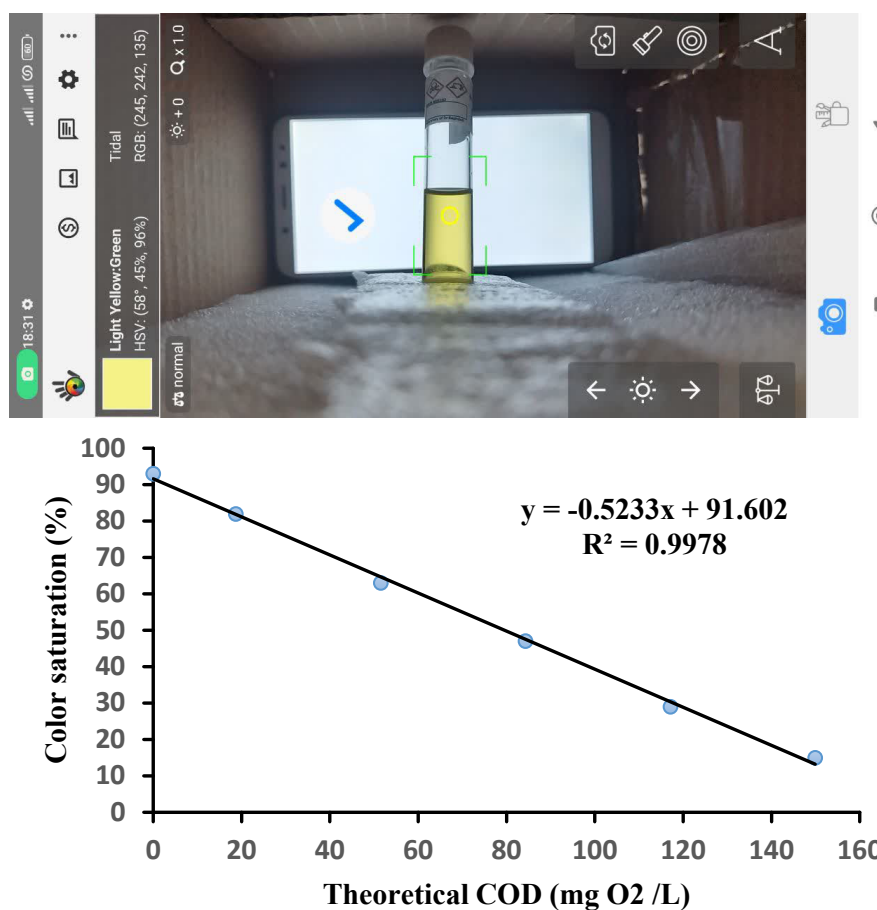 18:31
60
Light Yellow:Green
Tidal
HSV: (58°, 45%, 96%)
RGB: (245, 242, 135)
normal
+0
x 1.0
A
100
90
80
70
60
50
40
30
20
10
0
Color saturation (%)
y = -0.5233x + 91.602
R² = 0.9978
0 20 40 60 80 100 120 140 160
Theoretical COD (mg O2 /L)